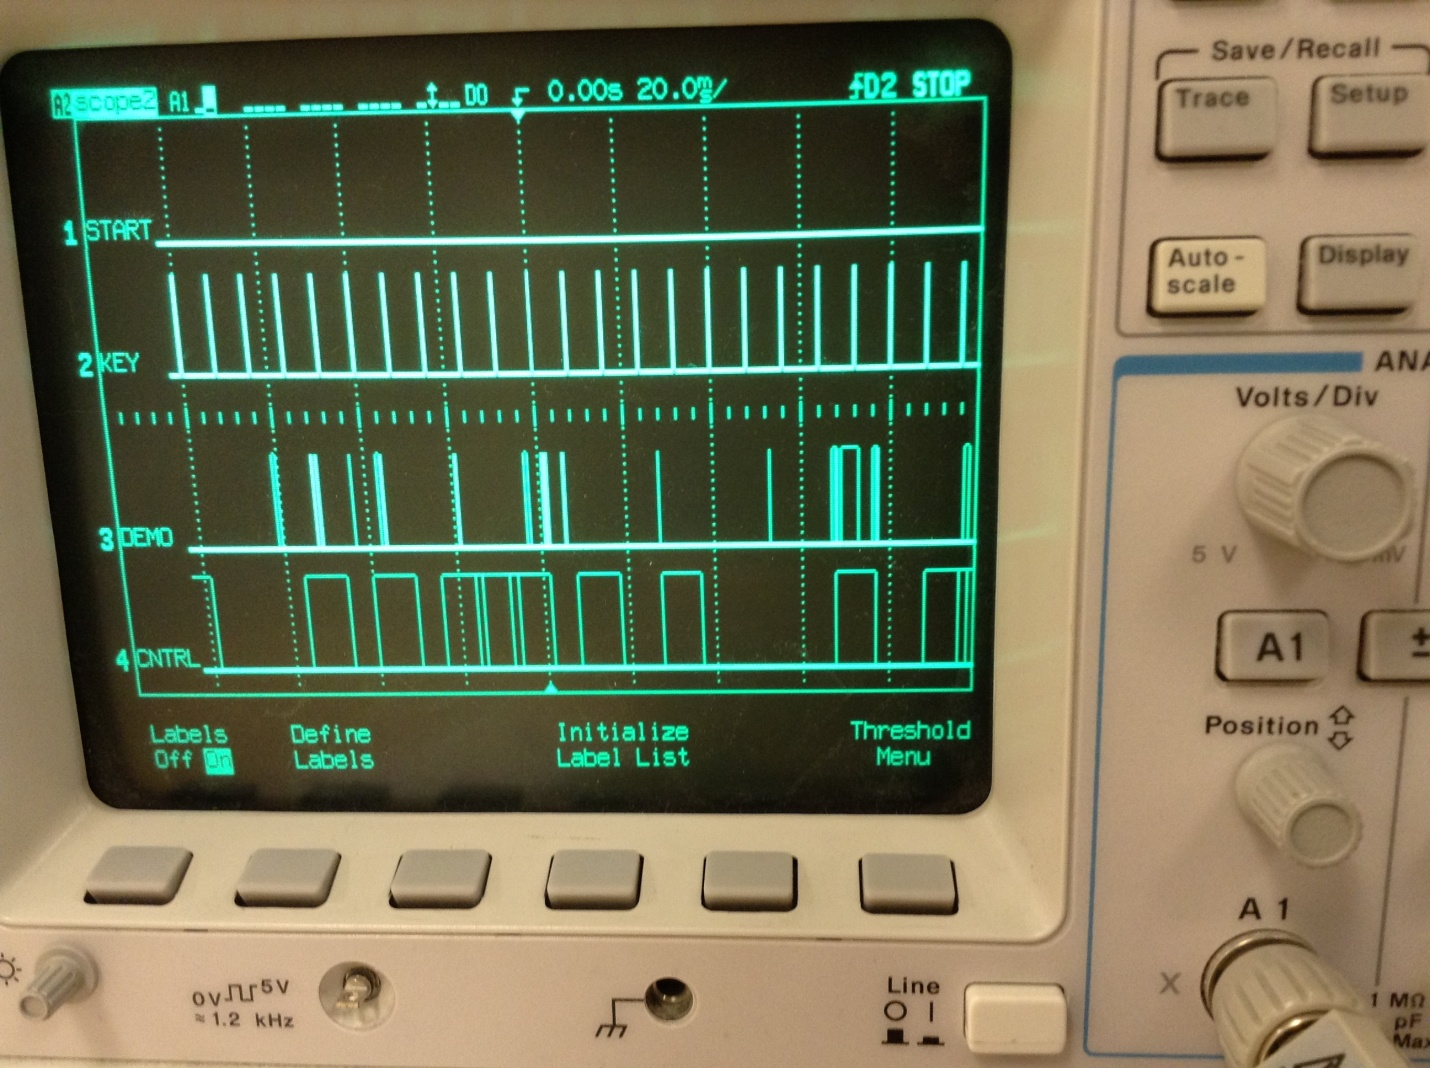 A2 scope2 A1 D0 0.00s 20.0ms/ D2 STOP
1 START
2 KEY
3 DEMO
4 CNTRL
Labels
Off On
Define
Labels
Initialize
Label List
Threshold
Menu
Save/Recall
Trace
Setup
Auto-
scale
Display
ANA
Volts/Div
5 V
mV
A1
±
Position
A 1
X
1 MΩ
pF
Max
0V 5V
≈1.2 kHz
Line
O I